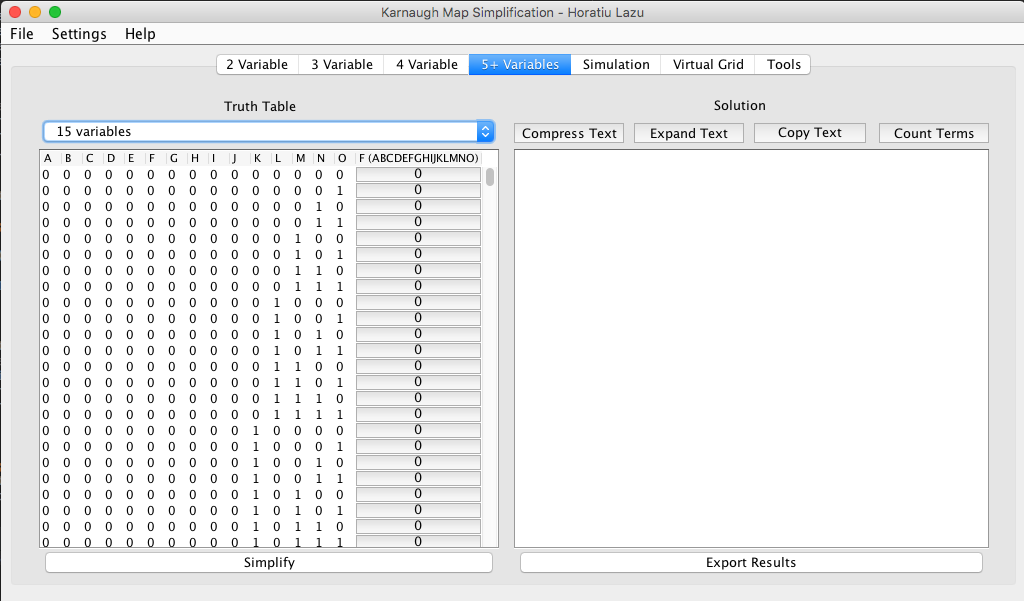 Karnaugh Map Simplification - Horatiu Lazu
File Settings Help
2 Variable 3 Variable 4 Variable 5+ Variables Simulation Virtual Grid Tools
Truth Table
15 variables
A B C D E F G H I J K L M N O F (ABCDEFGHIJKLMNO)
0 0 0 0 0 0 0 0 0 0 0 0 0 0 0 0
0 0 0 0 0 0 0 0 0 0 0 0 0 0 1 0
0 0 0 0 0 0 0 0 0 0 0 0 0 1 0 0
0 0 0 0 0 0 0 0 0 0 0 0 0 1 1 0
0 0 0 0 0 0 0 0 0 0 0 0 1 0 0 0
0 0 0 0 0 0 0 0 0 0 0 0 1 0 1 0
0 0 0 0 0 0 0 0 0 0 0 0 1 1 0 0
0 0 0 0 0 0 0 0 0 0 0 0 1 1 1 0
0 0 0 0 0 0 0 0 0 0 0 1 0 0 0 0
0 0 0 0 0 0 0 0 0 0 0 1 0 0 1 0
0 0 0 0 0 0 0 0 0 0 0 1 0 1 0 0
0 0 0 0 0 0 0 0 0 0 0 1 0 1 1 0
0 0 0 0 0 0 0 0 0 0 0 1 1 0 0 0
0 0 0 0 0 0 0 0 0 0 0 1 1 0 1 0
0 0 0 0 0 0 0 0 0 0 0 1 1 1 0 0
0 0 0 0 0 0 0 0 0 0 0 1 1 1 1 0
0 0 0 0 0 0 0 0 0 0 1 0 0 0 0 0
0 0 0 0 0 0 0 0 0 0 1 0 0 0 1 0
0 0 0 0 0 0 0 0 0 0 1 0 0 1 0 0
0 0 0 0 0 0 0 0 0 0 1 0 0 1 1 0
0 0 0 0 0 0 0 0 0 0 1 0 1 0 0 0
0 0 0 0 0 0 0 0 0 0 1 0 1 0 1 0
0 0 0 0 0 0 0 0 0 0 1 0 1 1 0 0
0 0 0 0 0 0 0 0 0 0 1 0 1 1 1 0
Simplify
Solution
Compress Text Expand Text Copy Text Count Terms
Export Results